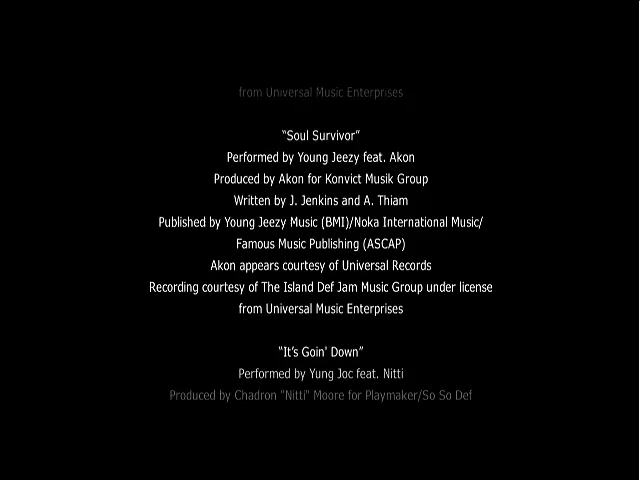 from Universal Music Enterprises
“Soul Survivor”
Performed by Young Jeezy feat. Akon
Produced by Akon for Konvict Musik Group
Written by J. Jenkins and A. Thiam
Published by Young Jeezy Music (BMI)/Noka International Music/
Famous Music Publishing (ASCAP)
Akon appears courtesy of Universal Records
Recording courtesy of The Island Def Jam Music Group under license
from Universal Music Enterprises
“It’s Goin’ Down”
Performed by Yung Joc feat. Nitti
Produced by Chadron "Nitti" Moore for Playmaker/So So Def